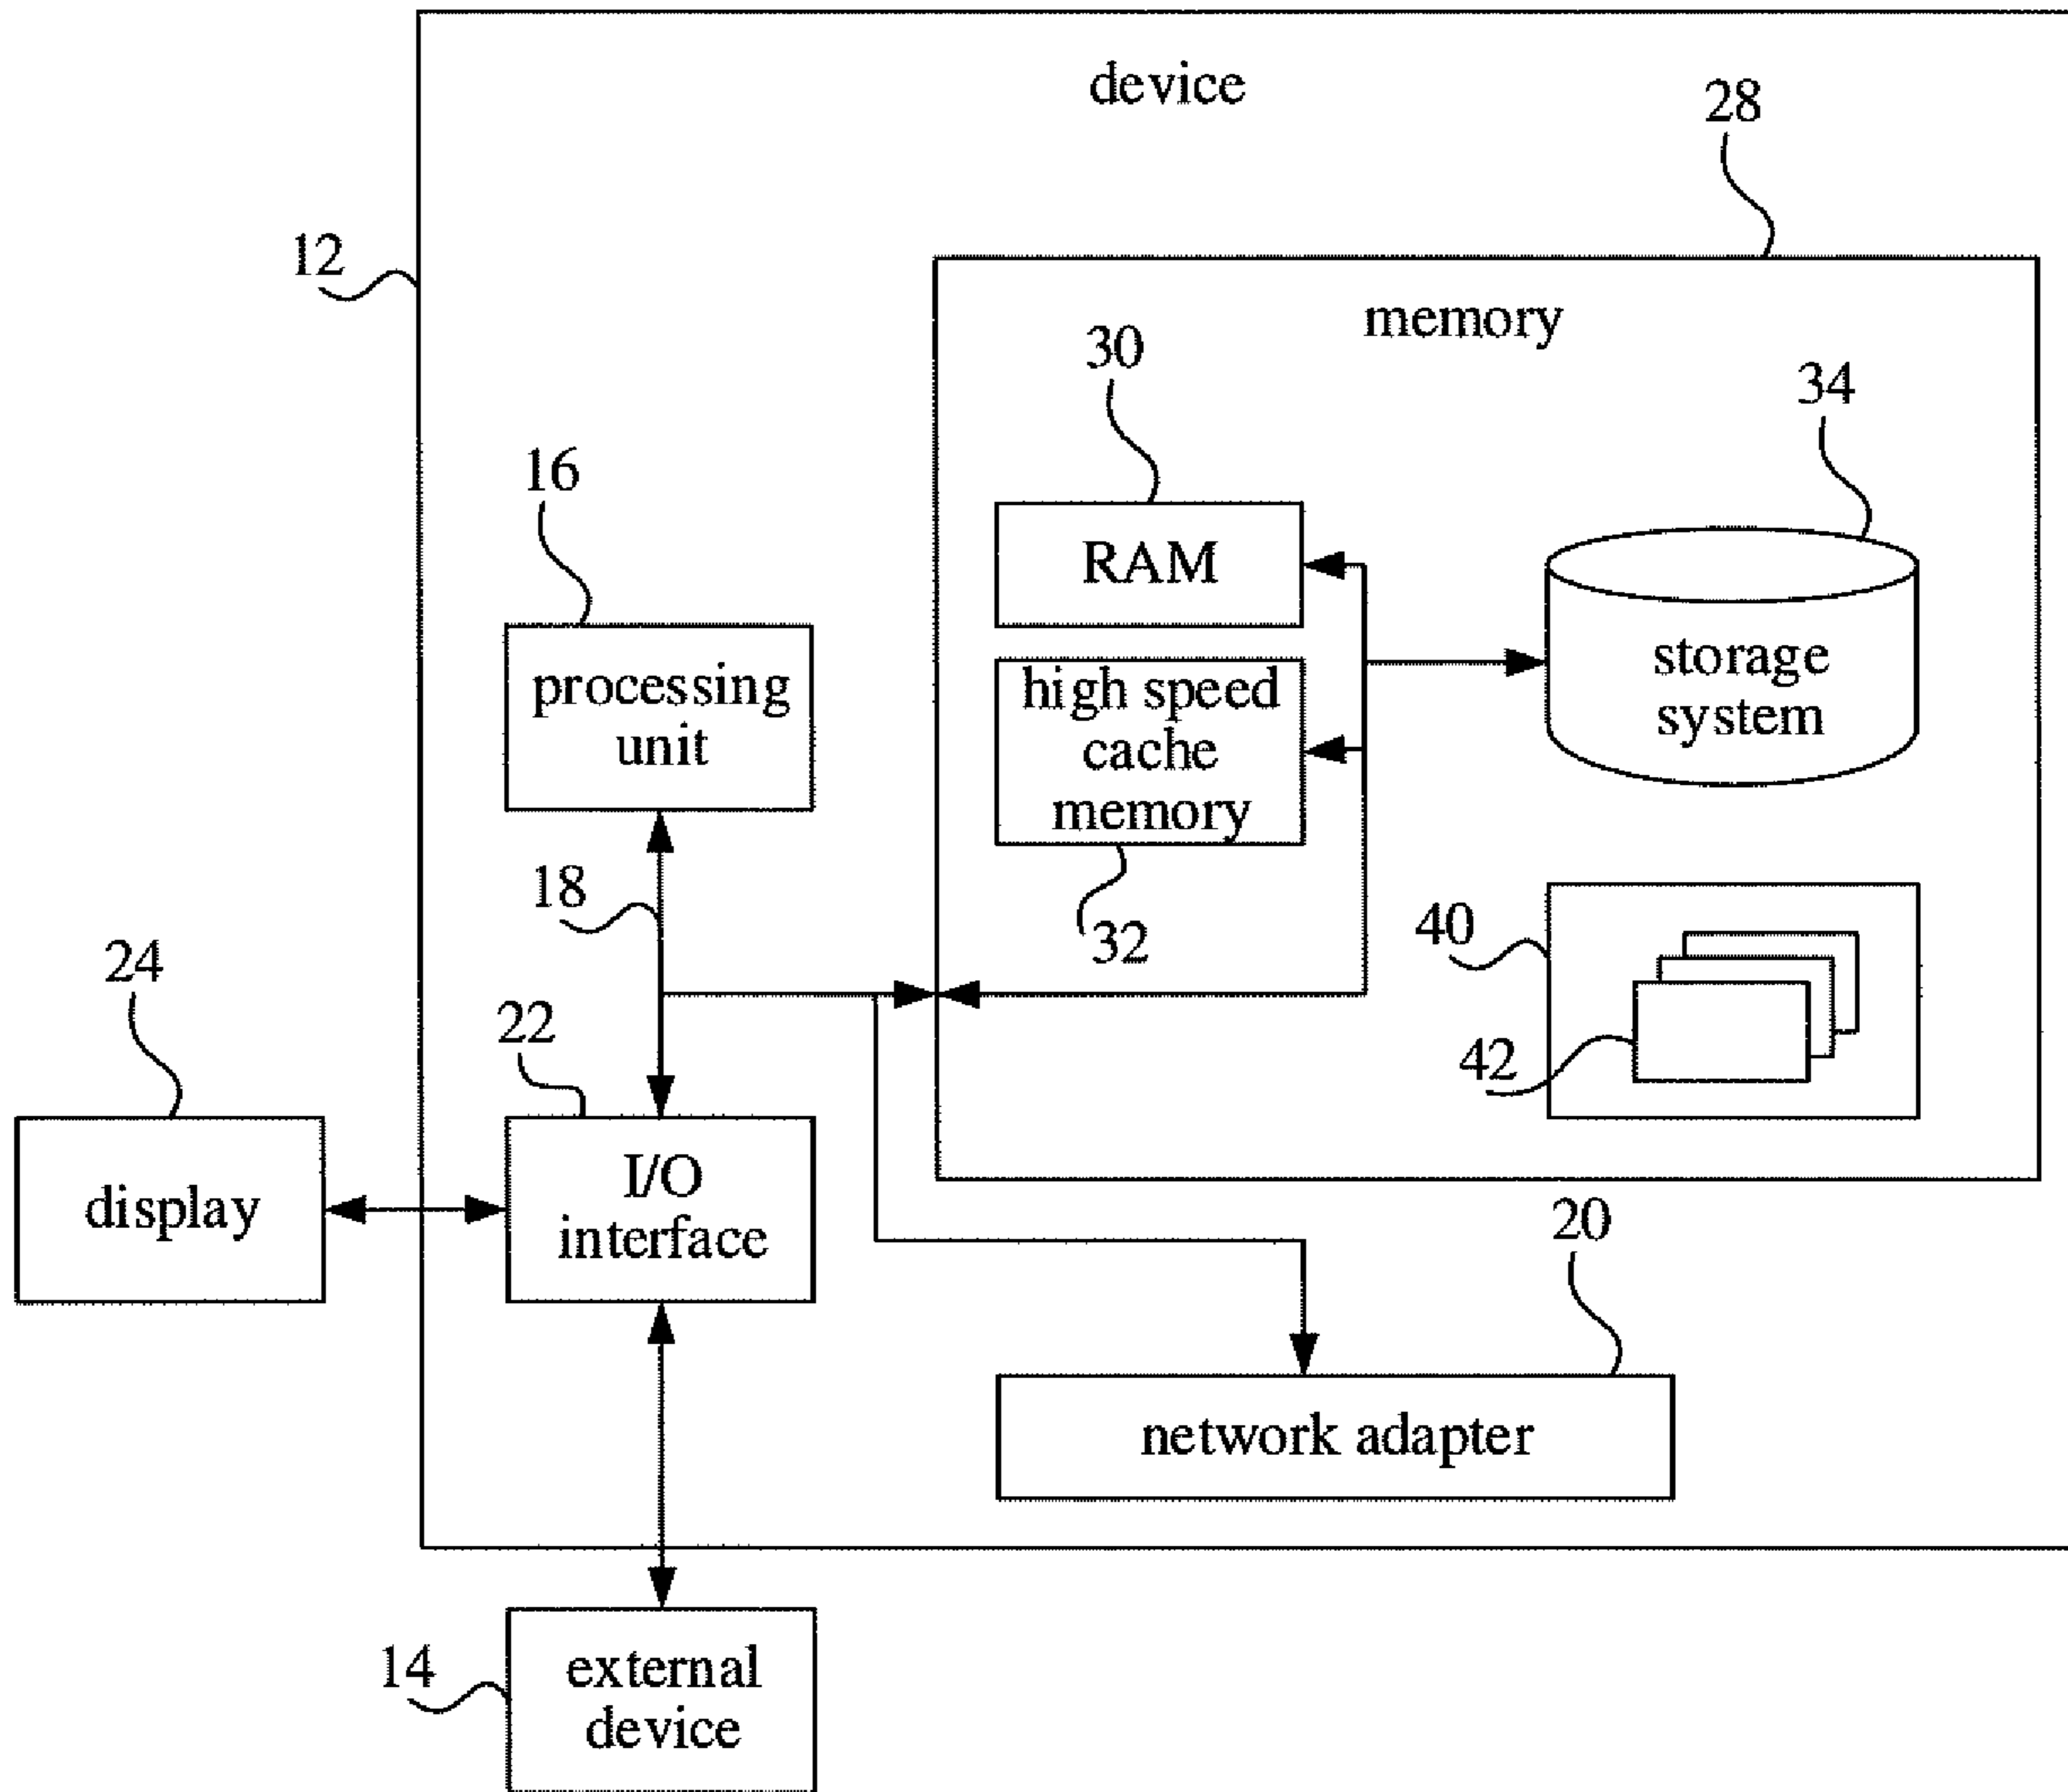 device
28
12
memory
30
34
16
RAM
processing
unit
high speed
cache
memory
storage
system
18
32
40
24
22
42
display
I/O
interface
20
network adapter
14
external
device